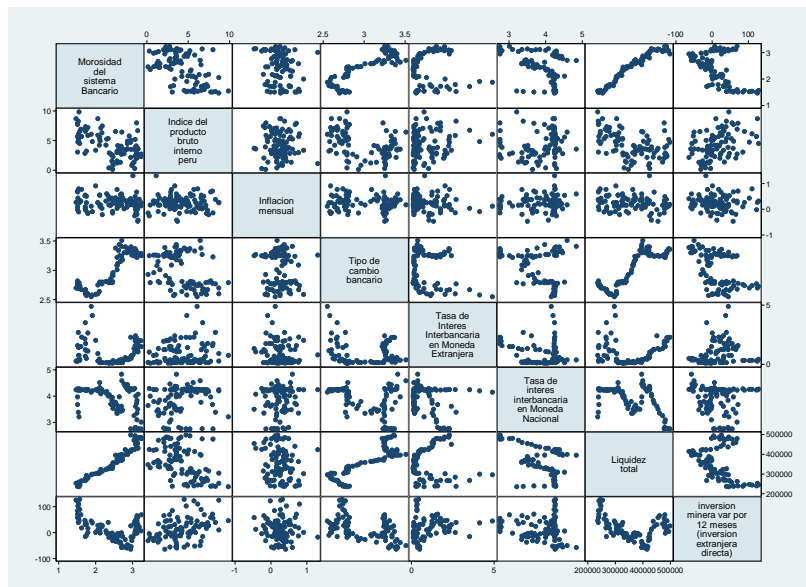 0 5 10 2.5 3 3.5 3 4 5 -100 0 100
Morosidad
del
sistema
Bancario
1 2 3
Indice del
producto
bruto
interno
peru
0 5 10
Inflacion
mensual
-1 0 1
Tipo de
cambio
bancario
2.5 3 3.5
Tasa de
Interes
Interbancaria
en Moneda
Extranjera
0 5
Tasa de
interes
interbancaria
en Moneda
Nacional
3 4 5
Liquidez
total
200000 300000 400000 500000
inversion
minera var por
12 meses
(inversion
extranjera
directa)
-100 0 100
1 2 3 -1 0 1 0 5 200000 300000 400000 500000